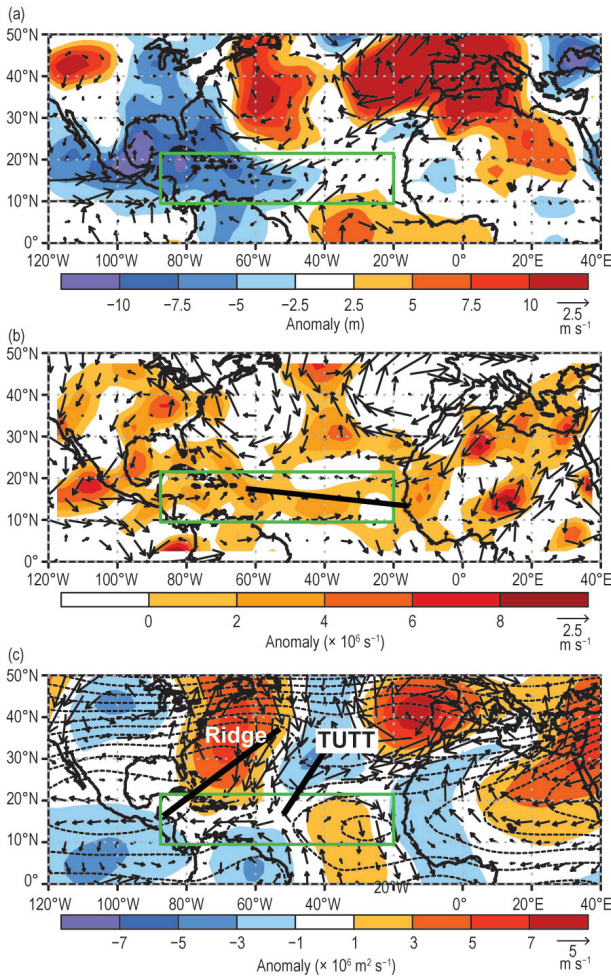 (a)
50°N
40°N
30°N
20°N
10°N
0°
120°W 100°W 80°W 60°W 40°W 20°W 0° 20°E 40°E
−10 −7.5 −5 −2.5 2.5 5 7.5 10 2.5
Anomaly (m) m s⁻¹
(b)
50°N
40°N
30°N
20°N
10°N
0°
120°W 100°W 80°W 60°W 40°W 20°W 0° 20°E 40°E
0 2 4 6 8 2.5
Anomaly (× 10⁶ s⁻¹) m s⁻¹
(c)
50°N
40°N
Ridge TUTT
30°N
20°N
10°N
0°
20°W
120°W 100°W 80°W 60°W 40°W 20°W 0° 20°E 40°E
−7 −5 −3 −1 1 3 5 7 5
Anomaly (× 10⁶ m² s⁻¹) m s⁻¹